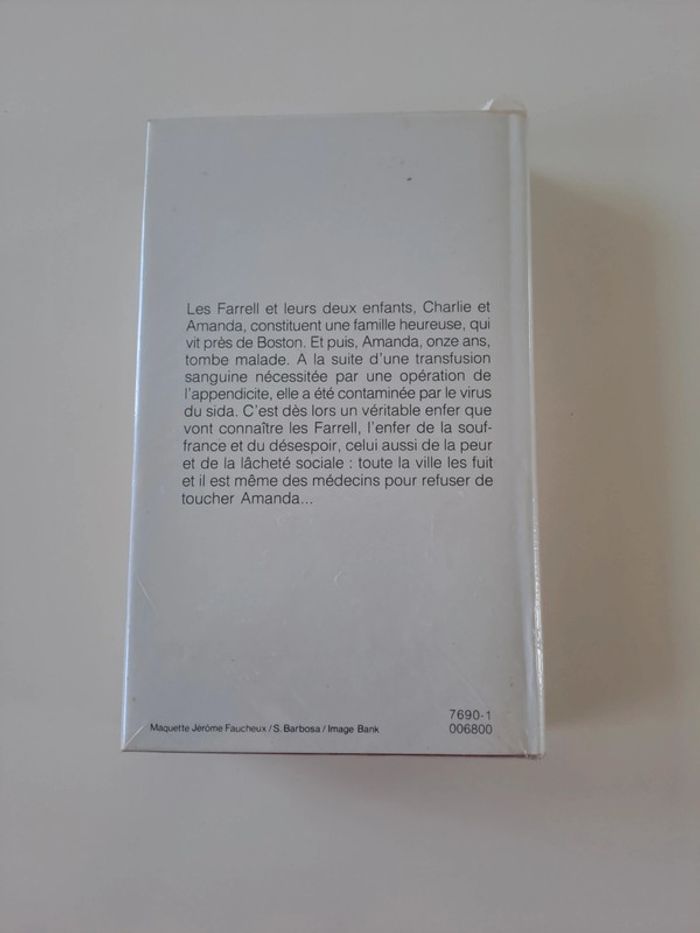 Les Farrell et leurs deux enfants, Charlie et
Amanda, constituent une famille heureuse, qui
vit près de Boston. Et puis, Amanda, onze ans,
tombe malade. A la suite d'une transfusion
sanguine nécessitée par une opération de
l'appendicite, elle a été contaminée par le virus
du sida. C'est dès lors un véritable enfer que
vont connaître les Farrell, l'enfer de la souf-
france et du désespoir, celui aussi de la peur
et de la lâcheté sociale : toute la ville les fuit
et il est même des médecins pour refuser de
toucher Amanda...
7690-1
Maquette Jérôme Faucheux / S. Barbosa / Image Bank 006800